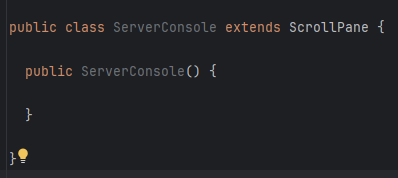 public class ServerConsole extends ScrollPane {
public ServerConsole() {
}
}